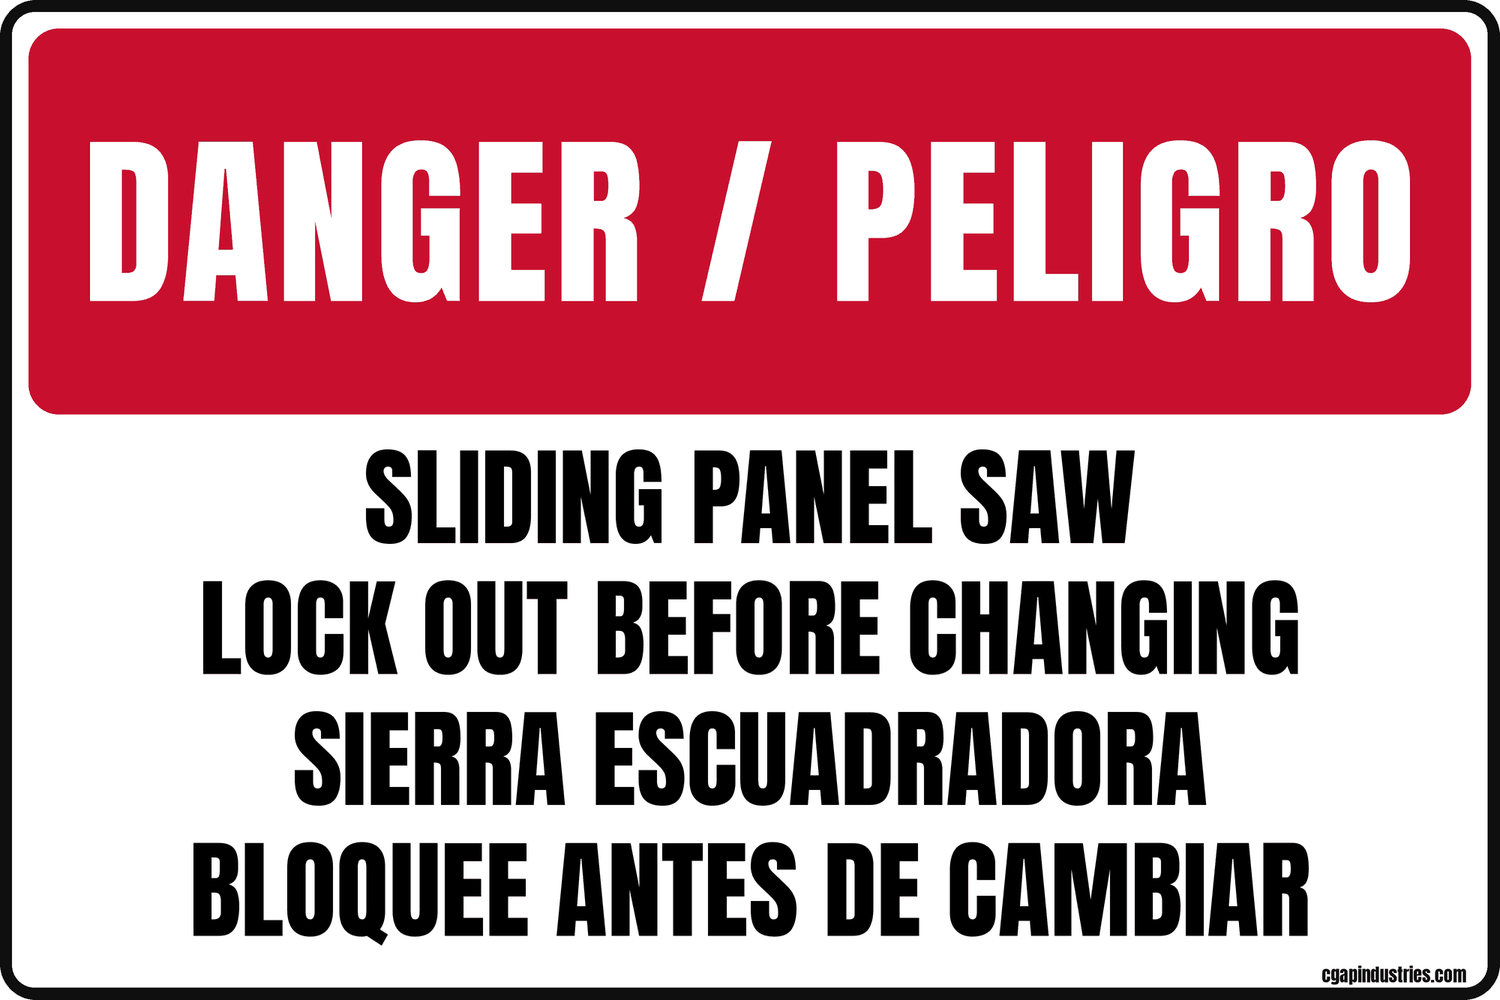 DANGER / PELIGRO
SLIDING PANEL SAW
LOCK OUT BEFORE CHANGING
SIERRA ESCUADRADORA
BLOQUEE ANTES DE CAMBIAR
cgapindustries.com